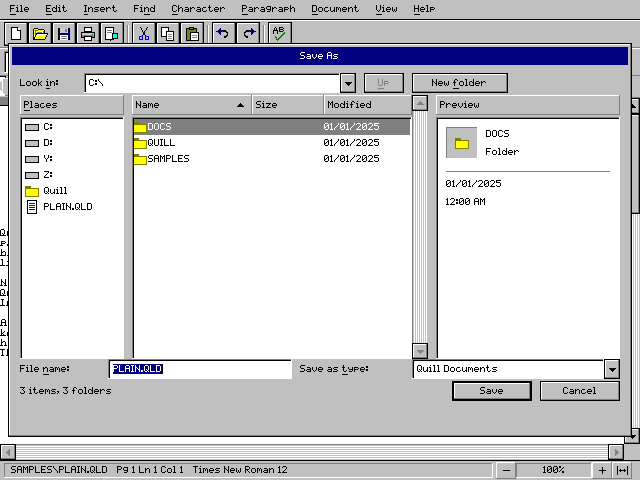 File Edit Insert Find Character Paragraph Document View Help
AB
Save As
Look in: C:\ Up New folder
Places Name Size Modified Preview
C: DOCS 01/01/2025 DOCS
D: QUILL 01/01/2025 Folder
Y: SAMPLES 01/01/2025
Z:
Quill 01/01/2025
PLAIN.QLD 12:00 AM
File name: PLAIN.QLD Save as type: Quill Documents
3 items, 3 folders Save Cancel
SAMPLES\PLAIN.QLD Pg 1 Ln 1 Col 1 Times New Roman 12 100%